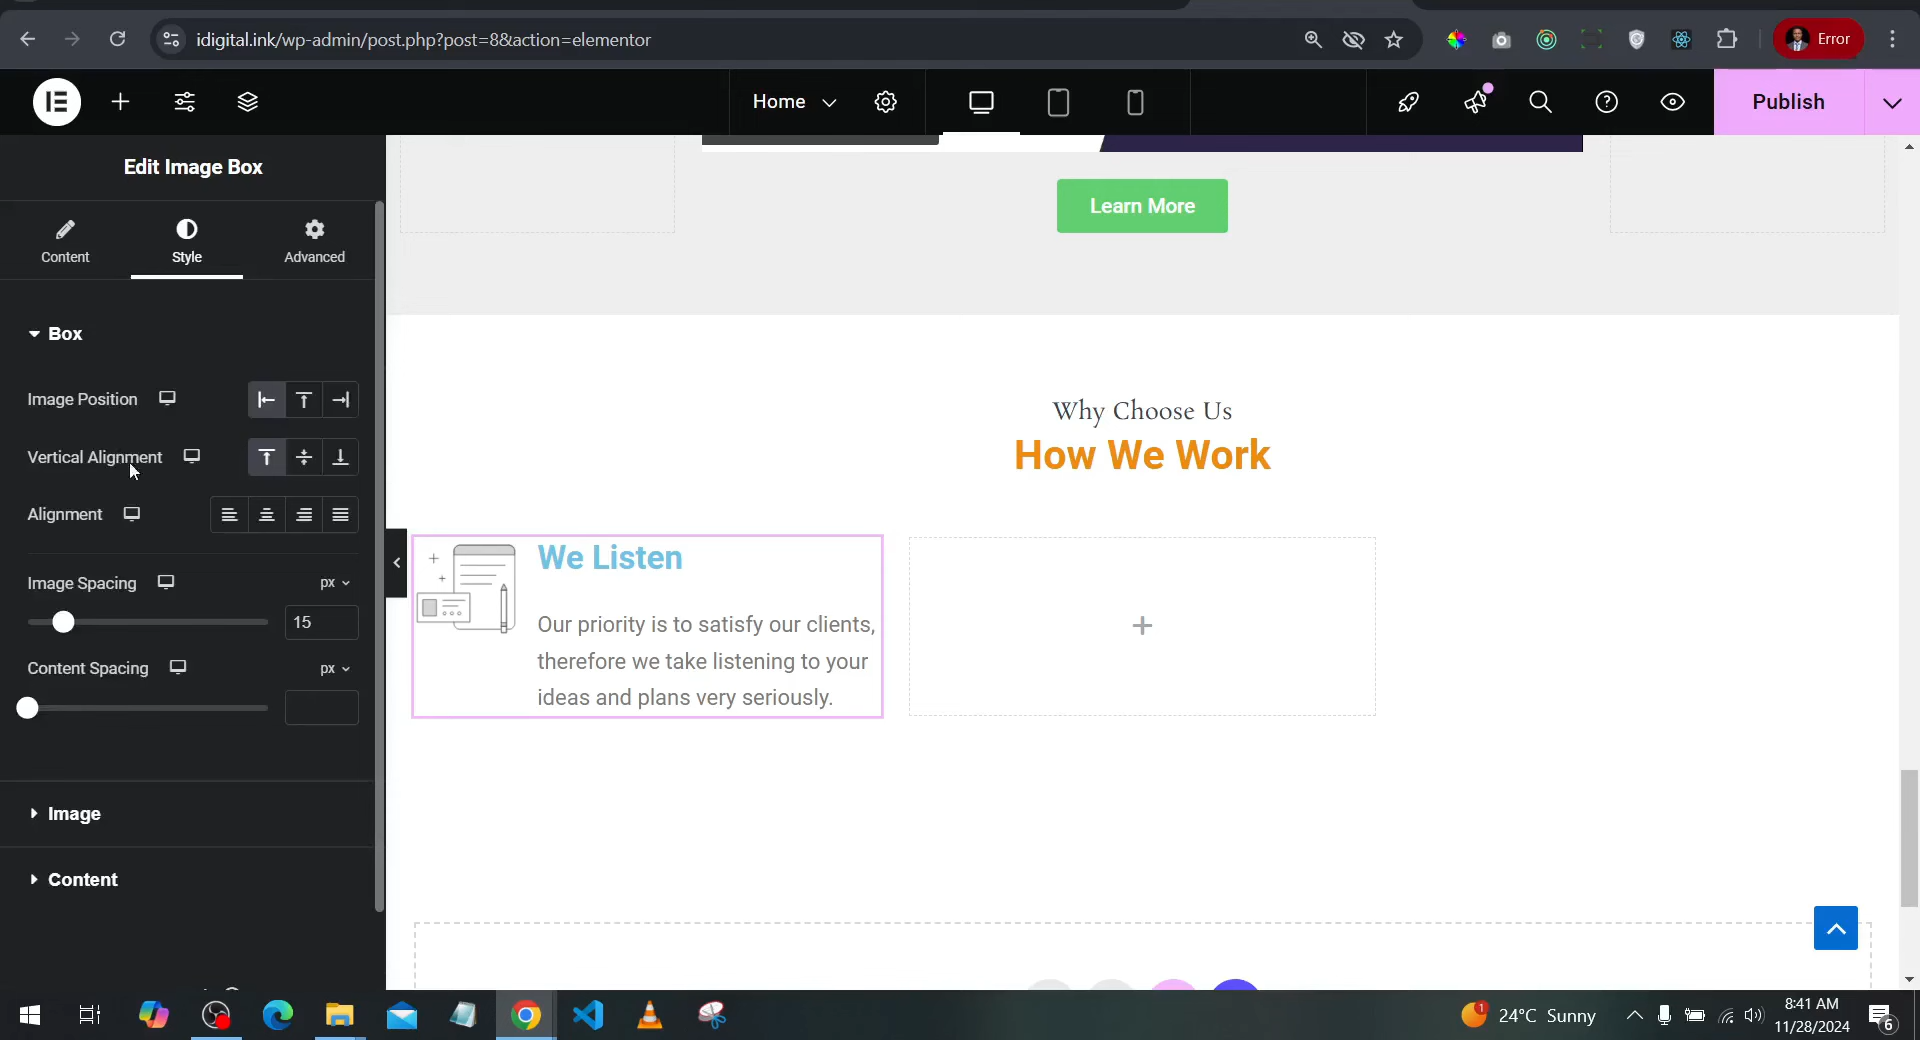 idigital.ink/wp-admin/post.php?post=8&action=elementor
Error
Home
Publish
Edit Image Box
Content
Style
Advanced
Box
Image Position
Vertical Alignment
Alignment
Image Spacing
px
15
Content Spacing
px
Image
Content
Learn More
Why Choose Us
How We Work
We Listen
Our priority is to satisfy our clients,
therefore we take listening to your
ideas and plans very seriously.
1
24°C Sunny
8:41 AM
11/28/2024
6